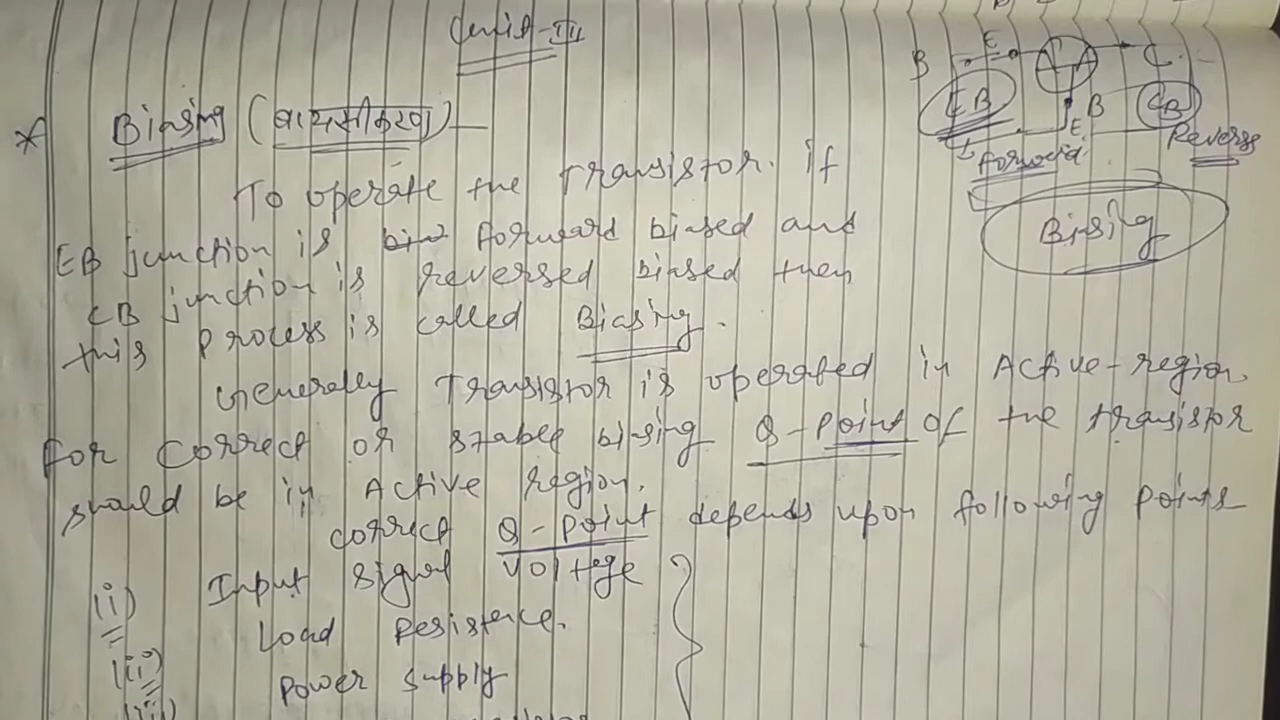 Unit-III
B E C
EB B CB
E
Forward Reverse
Biasing
* Biasing (बायसीकरण)—
To operate the Transistor. if
EB junction is forward biased and
CB junction is reversed biased then
this process is called Biasing.
Generally Transistor is operated in Active-region.
For correct or stable biasing Q-point of the transistor
should be in Active region.
correct Q-point depends upon following points
(i) Input signal voltage
(ii) Load Resistence.
(iii) Power supply